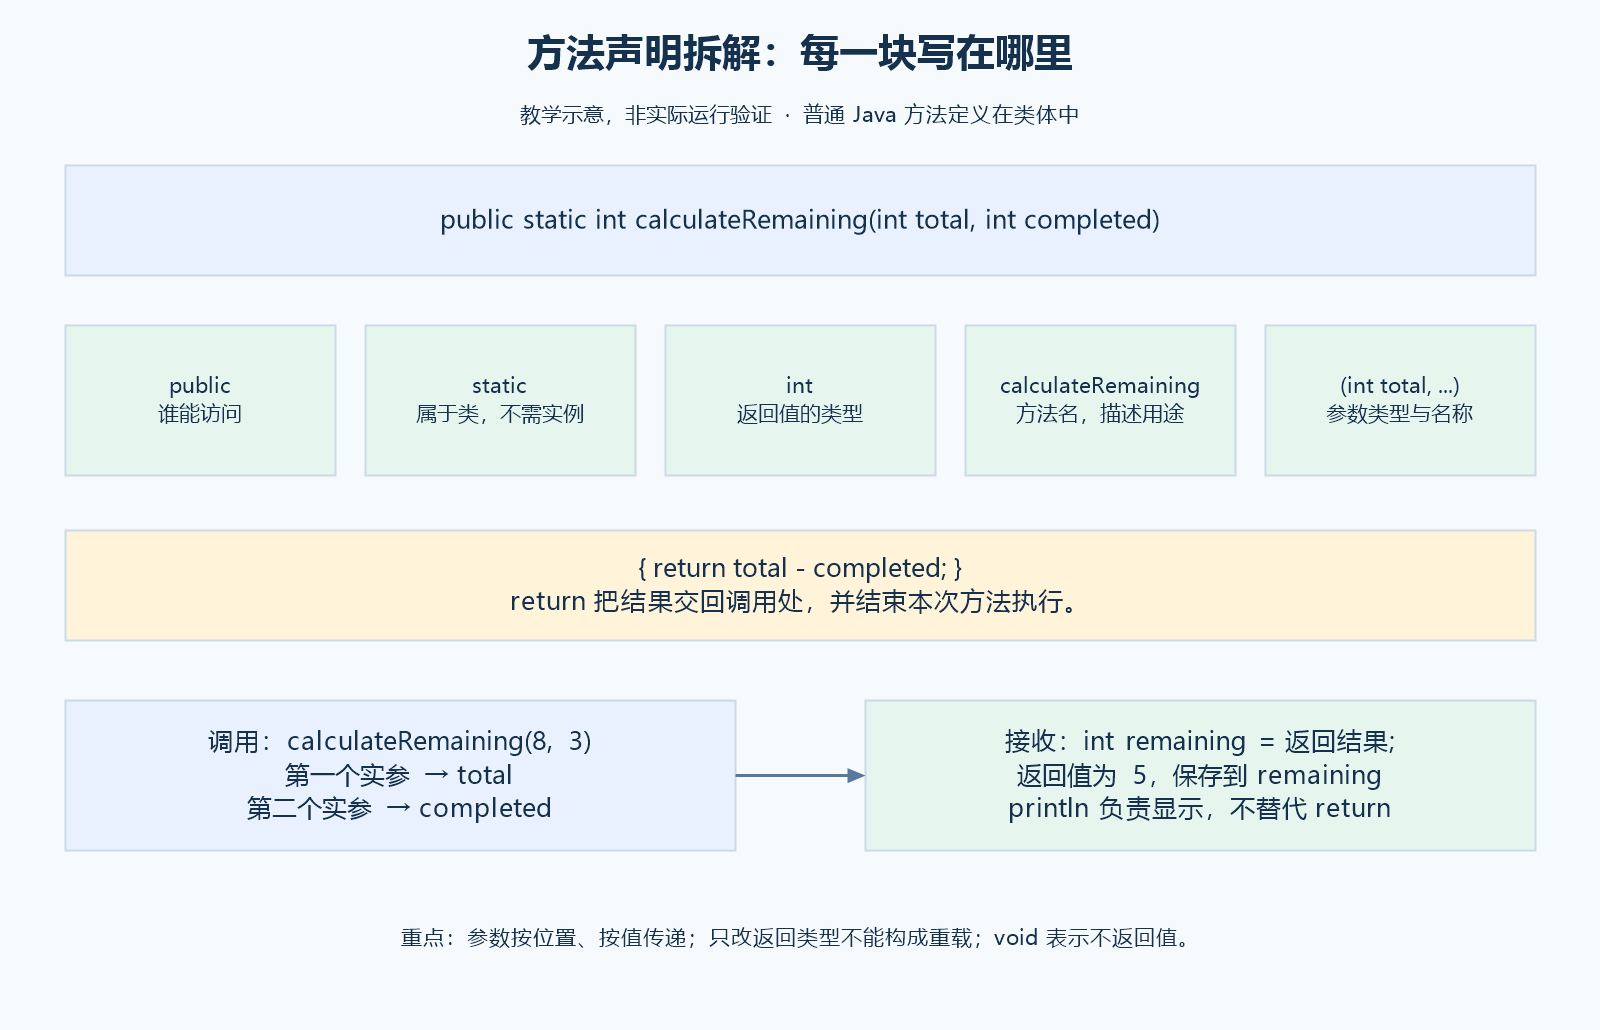 方法声明拆解：每一块写在哪里
教学示意，非实际运行验证 · 普通 Java 方法定义在类体中
public static int calculateRemaining(int total, int completed)
public
谁能访问
static
属于类，不需实例
int
返回值的类型
calculateRemaining
方法名，描述用途
(int total, ...)
参数类型与名称
{ return total - completed; }
return 把结果交回调用处，并结束本次方法执行。
调用：calculateRemaining(8, 3)
第一个实参 → total
第二个实参 → completed
接收：int remaining = 返回结果;
返回值为 5，保存到 remaining
println 负责显示，不替代 return
重点：参数按位置、按值传递；只改返回类型不能构成重载；void 表示不返回值。